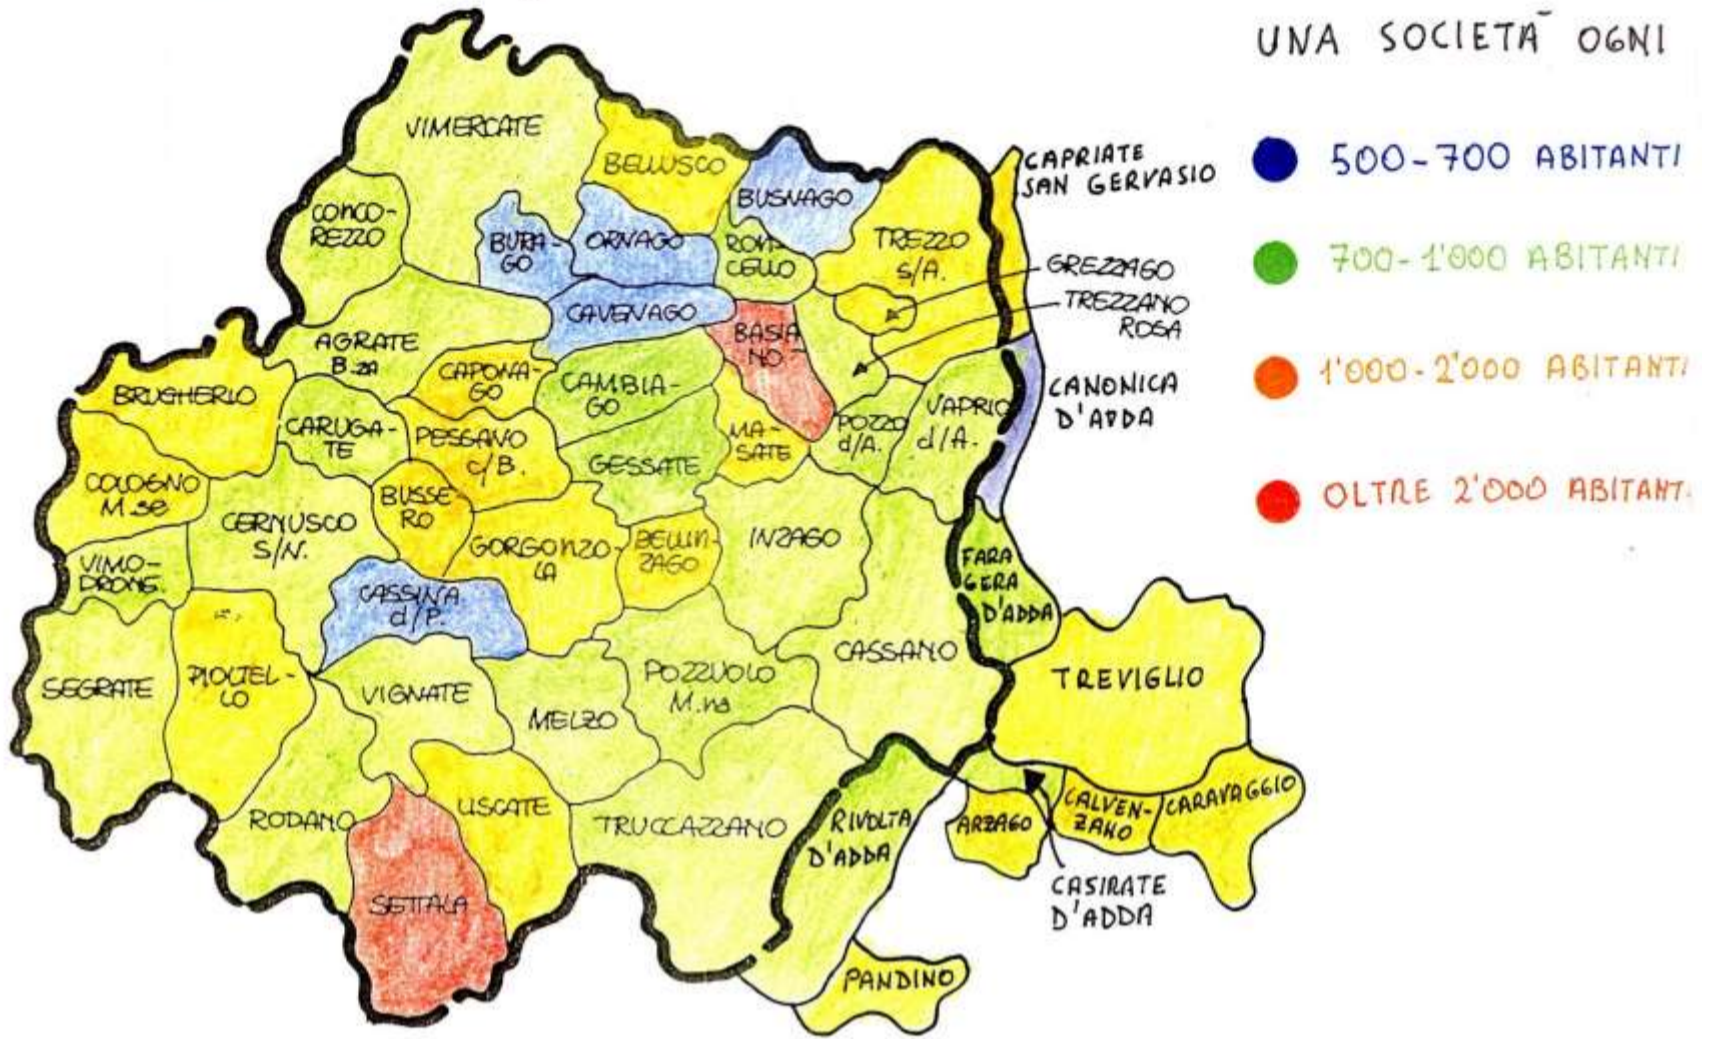 UNA SOCIETÀ OGNI
500-700 ABITANTI
700-1'000 ABITANTI
1'000-2'000 ABITANTI
OLTRE 2'000 ABITANT.
VIMERCATE
BELLUSCO
CAPRIATE
SAN GERVASIO
BUSNAGO
CONCO-
REZZO
BURA-
GO
ORNAGO
RON-
CELLO
TREZZO
s/A.
GREZZAGO
TREZZANO
ROSA
CAVENAGO
BASIA
NO-
AGRATE
B.za
CAPONA-
GO
CAMBIA-
GO
CANONICA
D'ADDA
BRUGHERIO
CARUGA-
TE
PESSANO
c/B.
MA-
SATE
POZZO
d/A.
VAPRIO
d/A.
GESSATE
COLOGNO
M.se
BUSSE-
RO
CERNUSCO
s/N.
GORGONZO-
LA
BELLIN-
ZAGO
INZAGO
VIMO-
DRONE.
FARA
GERA
D'ADDA
CASSINA
d/P.
SEGRATE
PIOLTEL-
LO
VIGNATE
MELZO
POZZUOLO
M.na
CASSANO
TREVIGLIO
RODANO
LISCATE
TRUCCAZZANO
RIVOLTA
D'ADDA
ARZAGO
CALVEN-
ZANO
CARAVAGGIO
SETTALA
CASIRATE
D'ADDA
PANDINO